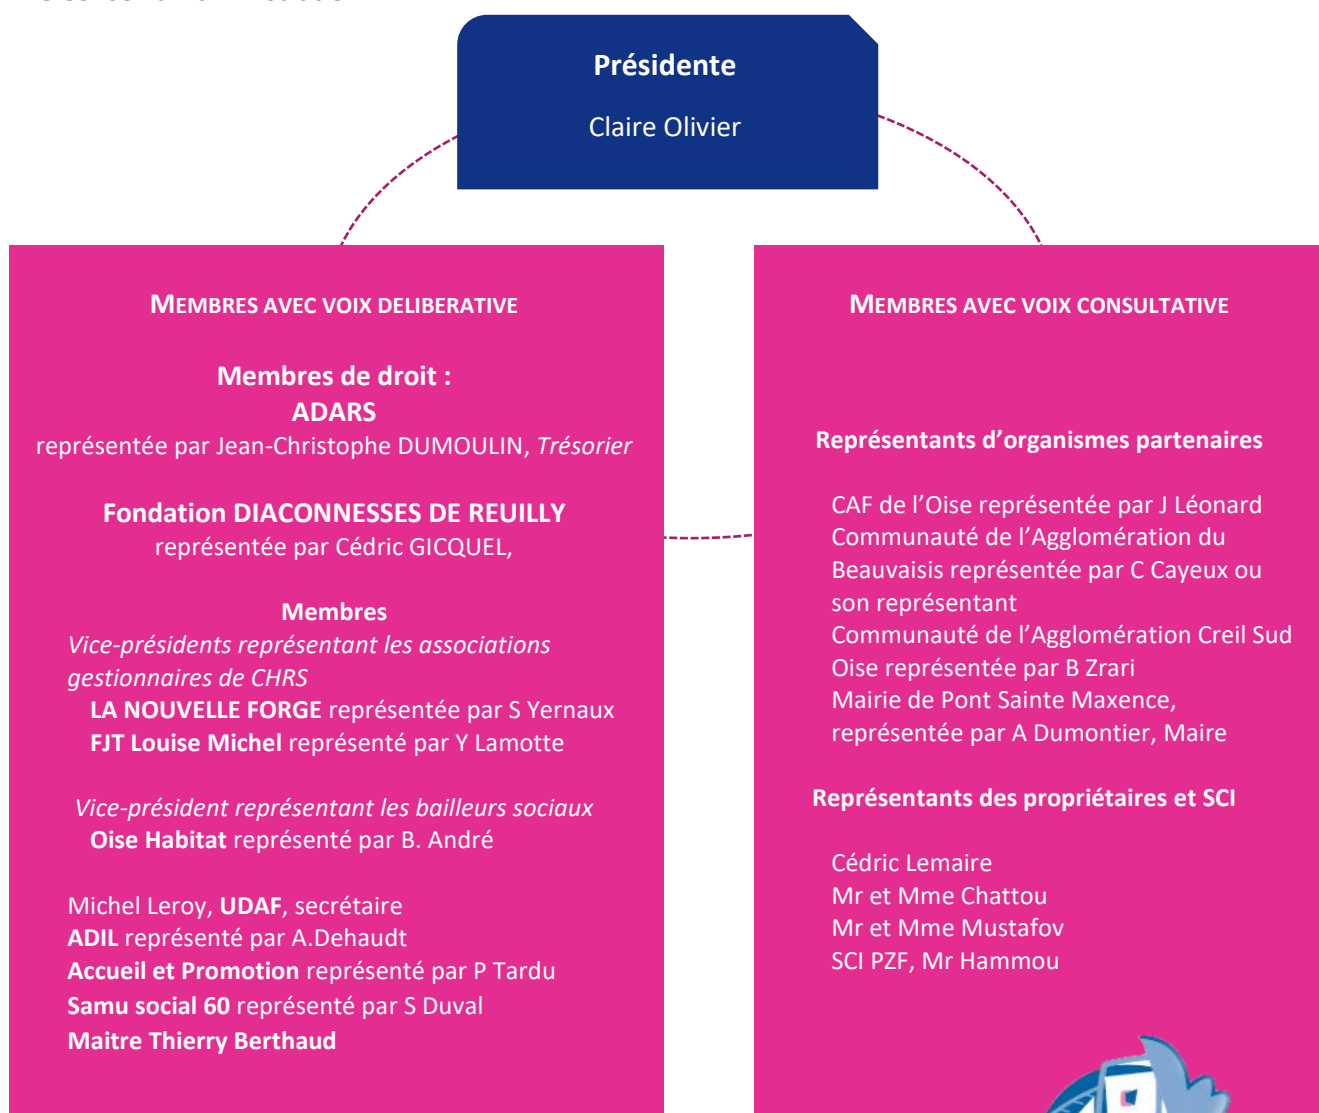 Présidente
Claire Olivier
MEMBRES AVEC VOIX DELIBERATIVE
Membres de droit :
ADARS
représentée par Jean-Christophe DUMOULIN, Trésorier
Fondation DIACONNESSES DE REUILLY
représentée par Cédric GICQUEL,
Membres
Vice-présidents représentant les associations
gestionnaires de CHRS
LA NOUVELLE FORGE représentée par S Yernaux
FJT Louise Michel représenté par Y Lamotte
Vice-président représentant les bailleurs sociaux
Oise Habitat représenté par B. André
Michel Leroy, UDAF, secrétaire
ADIL représenté par A.Dehaudt
Accueil et Promotion représenté par P Tardu
Samu social 60 représenté par S Duval
Maitre Thierry Berthaud
MEMBRES AVEC VOIX CONSULTATIVE
Représentants d’organismes partenaires
CAF de l’Oise représentée par J Léonard
Communauté de l’Agglomération du
Beauvaisis représentée par C Cayeux ou
son représentant
Communauté de l’Agglomération Creil Sud
Oise représentée par B Zrari
Mairie de Pont Sainte Maxence,
représentée par A Dumontier, Maire
Représentants des propriétaires et SCI
Cédric Lemaire
Mr et Mme Chattou
Mr et Mme Mustafov
SCI PZF, Mr Hammou